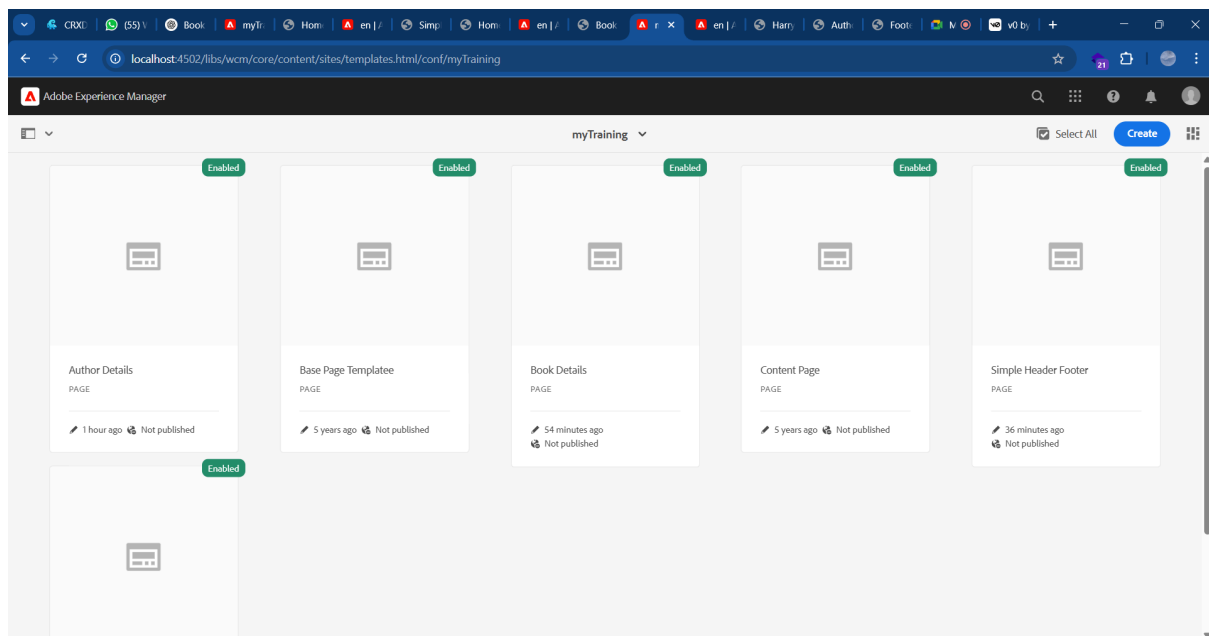 CRXD (55) W Book myTr Hom en | A Simp Hom en | A Book r en | A Harry Auth Foote M v0 by
localhost:4502/libs/wcm/core/content/sites/templates.html/conf/myTraining
21
Adobe Experience Manager
myTraining
Select All
Create
Enabled Enabled Enabled Enabled Enabled
Author Details Base Page Templatee Book Details Content Page Simple Header Footer
PAGE PAGE PAGE PAGE PAGE
1 hour ago Not published 5 years ago Not published 54 minutes ago 5 years ago Not published 36 minutes ago
Not published Not published
Enabled